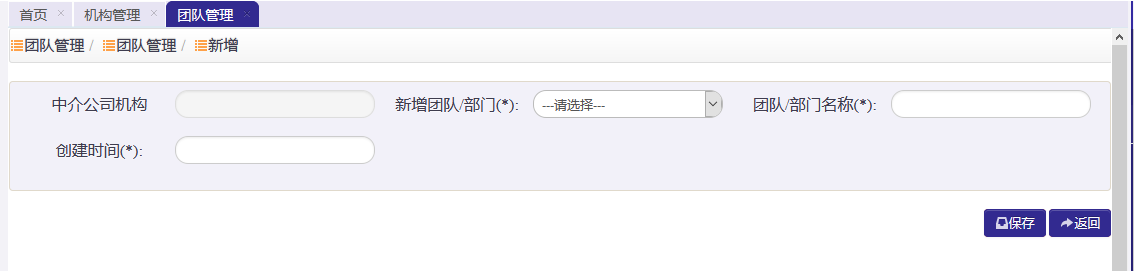 首页 × 机构管理 × 团队管理 ×
团队管理 / 团队管理 / 新增
中介公司机构 新增团队/部门(*): ---请选择--- 团队/部门名称(*):
创建时间(*):
保存 返回